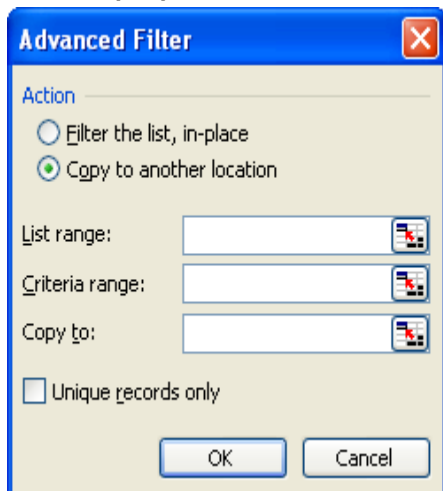 Advanced Filter
Action
Filter the list, in-place
Copy to another location
List range:
Criteria range:
Copy to:
Unique records only
OK Cancel